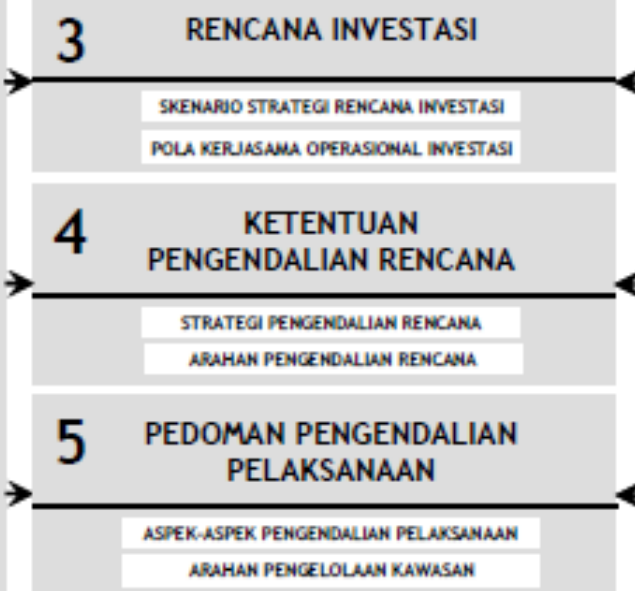 3
RENCANA INVESTASI
SKENARIO STRATEGI RENCANA INVESTASI
POLA KERJASAMA OPERASIONAL INVESTASI
4
KETENTUAN
PENGENDALIAN RENCANA
STRATEGI PENGENDALIAN RENCANA
ARAHAN PENGENDALIAN RENCANA
5
PEDOMAN PENGENDALIAN
PELAKSANAAN
ASPEK-ASPEK PENGENDALIAN PELAKSANAAN
ARAHAN PENGELOLAAN KAWASAN